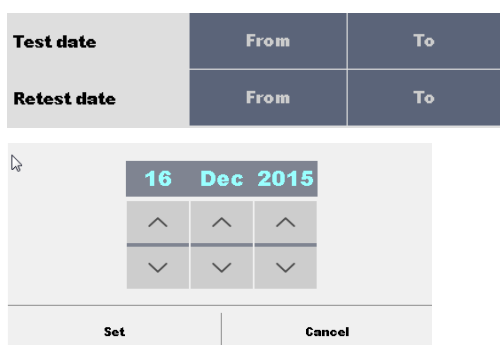 Test date From To
Retest date From To
16 Dec 2015
Set Cancel